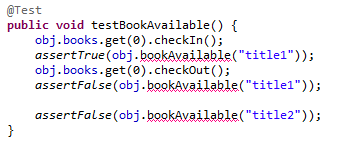 @Test
public void testBookAvailable() {
    obj.books.get(0).checkIn();
    assertTrue(obj.bookAvailable("title1"));
    obj.books.get(0).checkOut();
    assertFalse(obj.bookAvailable("title1"));

    assertFalse(obj.bookAvailable("title2"));
}